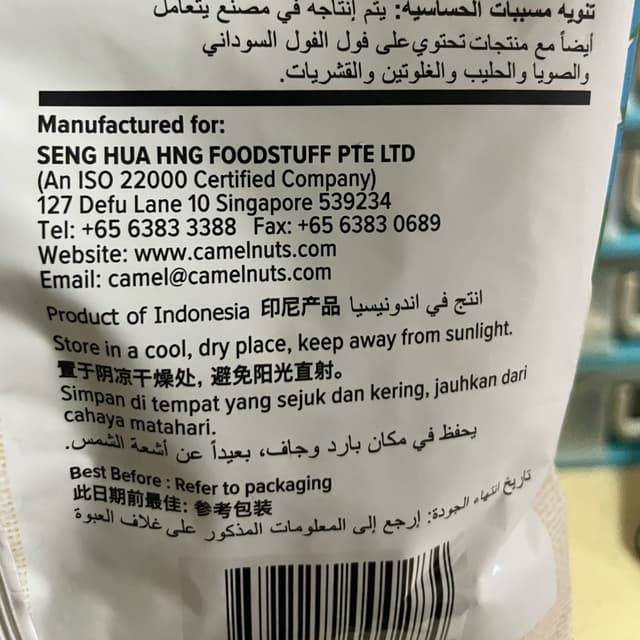 تنويه مسببات الحساسية: يتم إنتاجه في مصنع يتعامل
أيضاً مع منتجات تحتوي على فول الفول السوداني
والصويا والحليب والغلوتين والقشريات.
Manufactured for:
SENG HUA HNG FOODSTUFF PTE LTD
(An ISO 22000 Certified Company)
127 Defu Lane 10 Singapore 539234
Tel: +65 6383 3388 Fax: +65 6383 0689
Website: www.camelnuts.com
Email: camel@camelnuts.com
Product of Indonesia 印尼产品 انتج في اندونيسيا
Store in a cool, dry place, keep away from sunlight.
置于阴凉干燥处, 避免阳光直射。
Simpan di tempat yang sejuk dan kering, jauhkan dari
cahaya matahari.
يحفظ في مكان بارد وجاف، بعيداً عن أشعة الشمس.
Best Before : Refer to packaging
此日期前最佳: 参考包装
تاريخ انتهاء الجودة: إرجع إلى المعلومات المذكور على غلاف العبوة